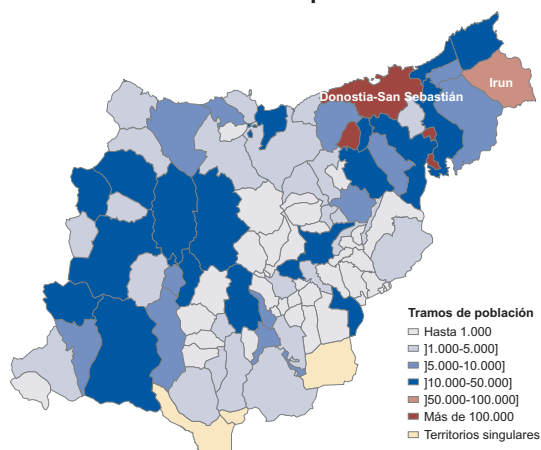 Irun
Donostia-San Sebastián
Tramos de población
Hasta 1.000
]1.000-5.000]
]5.000-10.000]
]10.000-50.000]
]50.000-100.000]
Más de 100.000
Territorios singulares